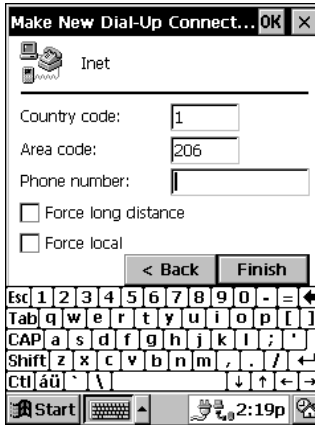 Make New Dial-Up Connect... OK ×
Inet
Country code: 1
Area code: 206
Phone number:
Force long distance
Force local
< Back Finish
Esc 1 2 3 4 5 6 7 8 9 0 - =
Tab q w e r t y u i o p [ ]
CAP a s d f g h j k l ; '
Shift z x c v b n m , . /
Ctl áü ` \
Start 2:19p